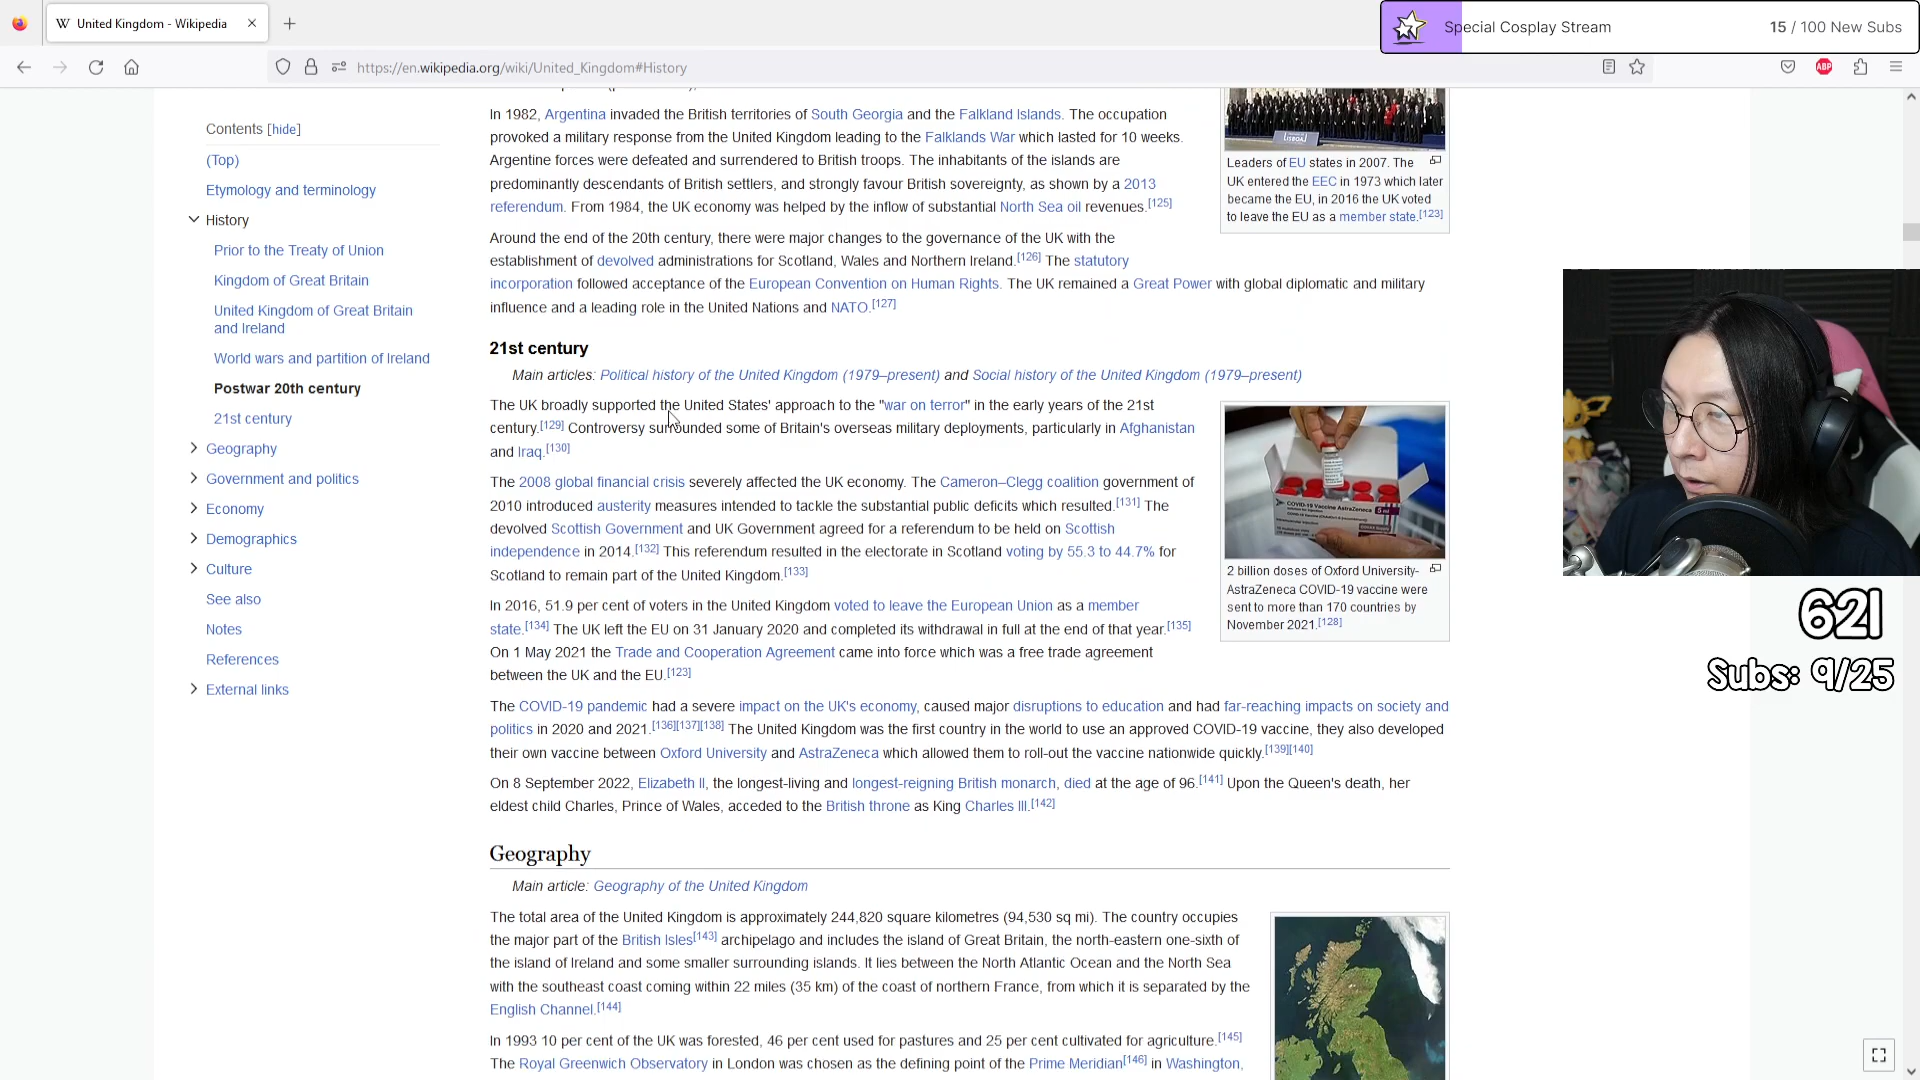 United Kingdom - Wikipedia
Special Cosplay Stream
15 / 100 New Subs
https://en.wikipedia.org/wiki/United_Kingdom#History
ABP
Contents [hide]
(Top)
Etymology and terminology
History
Prior to the Treaty of Union
Kingdom of Great Britain
United Kingdom of Great Britain
and Ireland
World wars and partition of Ireland
Postwar 20th century
21st century
Geography
Government and politics
Economy
Demographics
Culture
See also
Notes
References
External links
In 1982, Argentina invaded the British territories of South Georgia and the Falkland Islands. The occupation
provoked a military response from the United Kingdom leading to the Falklands War which lasted for 10 weeks.
Argentine forces were defeated and surrendered to British troops. The inhabitants of the islands are
predominantly descendants of British settlers, and strongly favour British sovereignty, as shown by a 2013
referendum. From 1984, the UK economy was helped by the inflow of substantial North Sea oil revenues.[125]
Around the end of the 20th century, there were major changes to the governance of the UK with the
establishment of devolved administrations for Scotland, Wales and Northern Ireland.[126] The statutory
incorporation followed acceptance of the European Convention on Human Rights. The UK remained a Great Power with global diplomatic and military
influence and a leading role in the United Nations and NATO.[127]
LISBOA
Leaders of EU states in 2007. The
UK entered the EEC in 1973 which later
became the EU, in 2016 the UK voted
to leave the EU as a member state.[123]
21st century
Main articles: Political history of the United Kingdom (1979–present) and Social history of the United Kingdom (1979–present)
The UK broadly supported the United States' approach to the "war on terror" in the early years of the 21st
century.[129] Controversy surrounded some of Britain's overseas military deployments, particularly in Afghanistan
and Iraq.[130]
The 2008 global financial crisis severely affected the UK economy. The Cameron–Clegg coalition government of
2010 introduced austerity measures intended to tackle the substantial public deficits which resulted.[131] The
devolved Scottish Government and UK Government agreed for a referendum to be held on Scottish
independence in 2014.[132] This referendum resulted in the electorate in Scotland voting by 55.3 to 44.7% for
Scotland to remain part of the United Kingdom.[133]
In 2016, 51.9 per cent of voters in the United Kingdom voted to leave the European Union as a member
state.[134] The UK left the EU on 31 January 2020 and completed its withdrawal in full at the end of that year.[135]
On 1 May 2021 the Trade and Cooperation Agreement came into force which was a free trade agreement
between the UK and the EU.[123]
COVID-19 Vaccine AstraZeneca
2 billion doses of Oxford University-
AstraZeneca COVID-19 vaccine were
sent to more than 170 countries by
November 2021.[128]
The COVID-19 pandemic had a severe impact on the UK's economy, caused major disruptions to education and had far-reaching impacts on society and
politics in 2020 and 2021.[136][137][138] The United Kingdom was the first country in the world to use an approved COVID-19 vaccine, they also developed
their own vaccine between Oxford University and AstraZeneca which allowed them to roll-out the vaccine nationwide quickly.[139][140]
On 8 September 2022, Elizabeth II, the longest-living and longest-reigning British monarch, died at the age of 96.[141] Upon the Queen's death, her
eldest child Charles, Prince of Wales, acceded to the British throne as King Charles III.[142]
Geography
Main article: Geography of the United Kingdom
The total area of the United Kingdom is approximately 244,820 square kilometres (94,530 sq mi). The country occupies
the major part of the British Isles[143] archipelago and includes the island of Great Britain, the north-eastern one-sixth of
the island of Ireland and some smaller surrounding islands. It lies between the North Atlantic Ocean and the North Sea
with the southeast coast coming within 22 miles (35 km) of the coast of northern France, from which it is separated by the
English Channel.[144]
In 1993 10 per cent of the UK was forested, 46 per cent used for pastures and 25 per cent cultivated for agriculture.[145]
The Royal Greenwich Observatory in London was chosen as the defining point of the Prime Meridian[146] in Washington,
621
Subs: 9/25